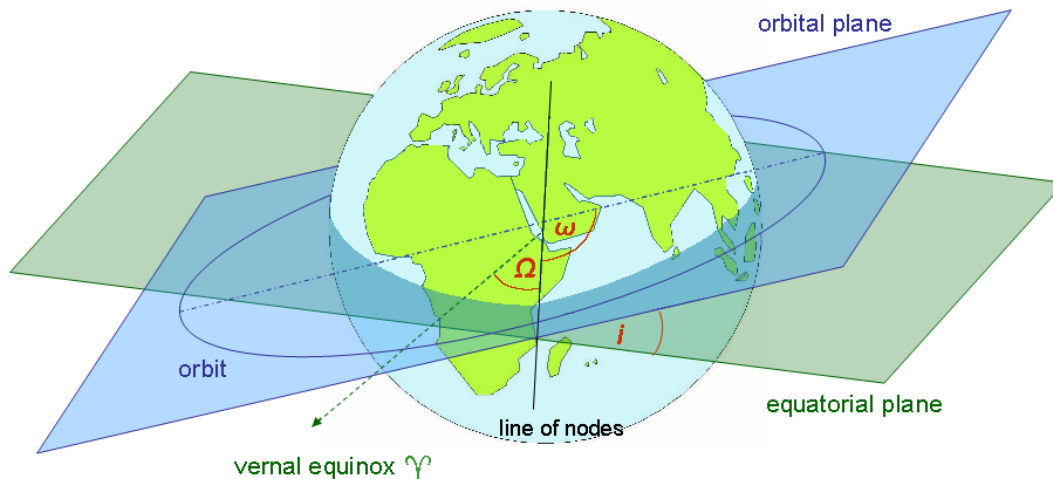 orbital plane
ω
Ω
i
orbit
equatorial plane
line of nodes
vernal equinox ♈